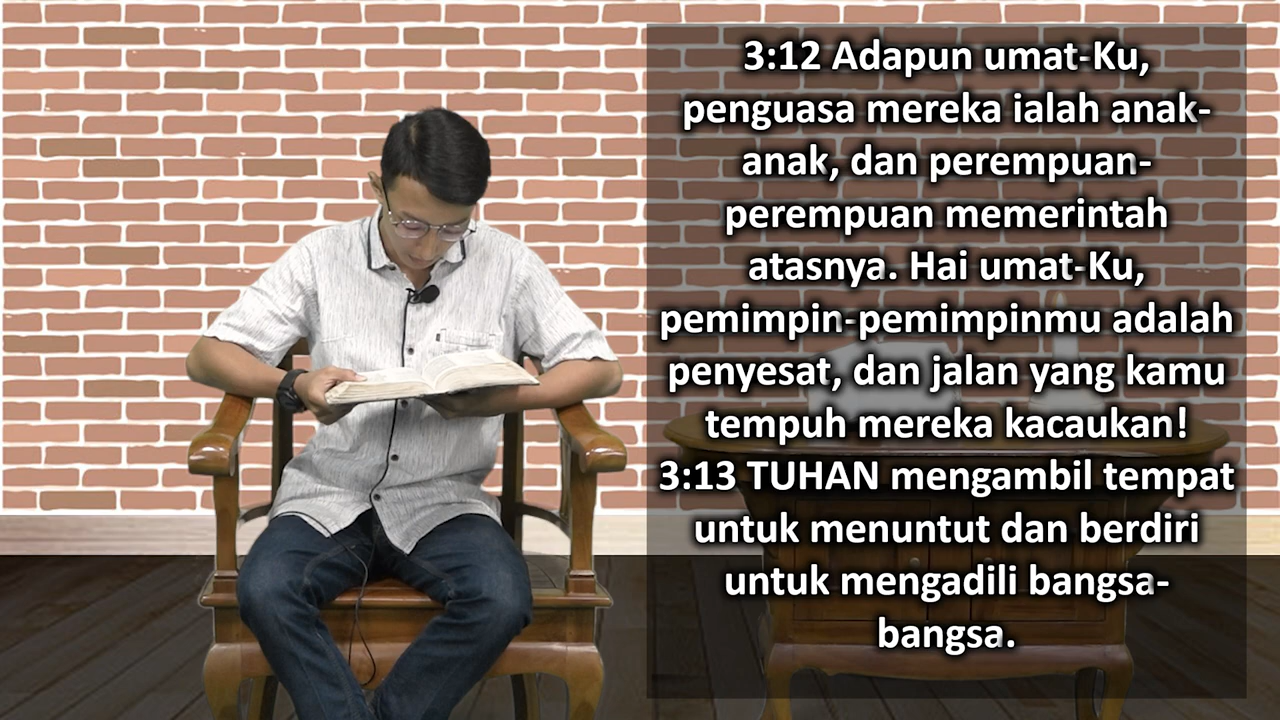 3:12 Adapun umat-Ku,
penguasa mereka ialah anak-
anak, dan perempuan-
perempuan memerintah
atasnya. Hai umat-Ku,
pemimpin-pemimpinmu adalah
penyesat, dan jalan yang kamu
tempuh mereka kacaukan!
3:13 TUHAN mengambil tempat
untuk menuntut dan berdiri
untuk mengadili bangsa-
bangsa.